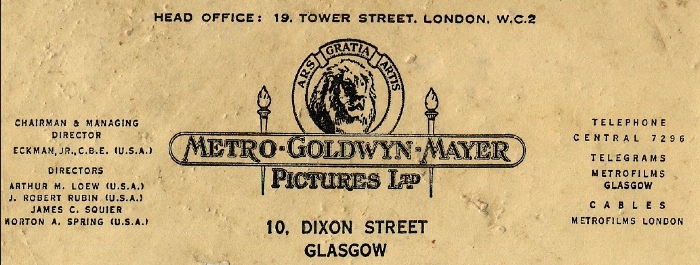 HEAD OFFICE: 19, TOWER STREET, LONDON, W.C.2
ARS GRATIA ARTIS
METRO-GOLDWYN-MAYER
PICTURES LTD
10, DIXON STREET
GLASGOW
CHAIRMAN & MANAGING
DIRECTOR
ECKMAN, JR., C.B.E. (U.S.A.)
DIRECTORS
ARTHUR M. LOEW (U.S.A.)
J. ROBERT RUBIN (U.S.A.)
JAMES C. SQUIER
MORTON A. SPRING (U.S.A.)
TELEPHONE
CENTRAL 7296
TELEGRAMS
METROFILMS
GLASGOW
CABLES
METROFILMS LONDON